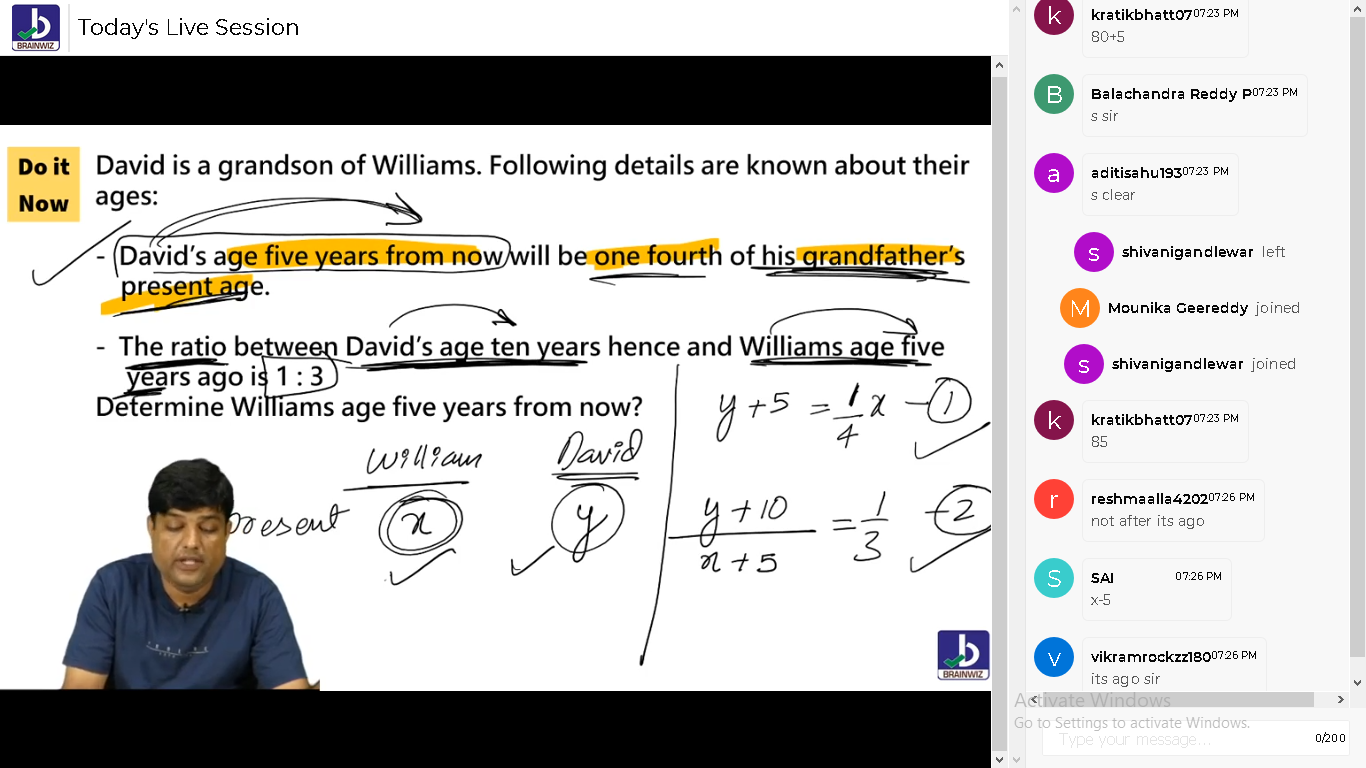 BRAINWIZ
Today's Live Session
Do it
Now
David is a grandson of Williams. Following details are known about their
ages:
- David's age five years from now will be one fourth of his grandfather's
present age.
- The ratio between David's age ten years hence and Williams age five
years ago is 1 : 3
Determine Williams age five years from now?
William David
present x y
y + 5 = 1/4 x - 1
y + 10 / x + 5 = 1/3 - 2
BRAINWIZ
k
kratikbhatt07 07:23 PM
80+5
B
Balachandra Reddy P 07:23 PM
s sir
a
aditisahu193 07:23 PM
s clear
s
shivanigandlewar left
M
Mounika Geereddy joined
s
shivanigandlewar joined
k
kratikbhatt07 07:23 PM
85
r
reshmaalla4202 07:26 PM
not after its ago
S
SAI 07:26 PM
x-5
v
vikramrockzz180 07:26 PM
its ago sir
Activate Windows
Go to Settings to activate Windows.
Type your message...
0/200